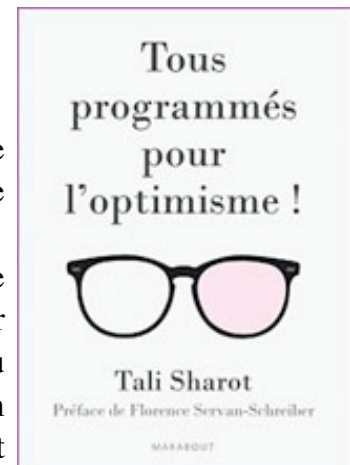 Tous
programmés
pour
l'optimisme !
Tali Sharot
Préface de Florence Servan-Schreiber
MARABOUT
e
e
e
r
u
n
t